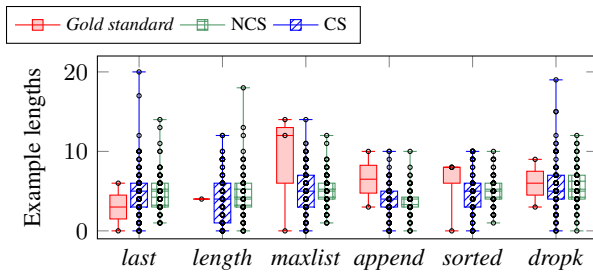 Gold standard NCS CS
20
10
0
Example lengths
last length maxlist append sorted dropk